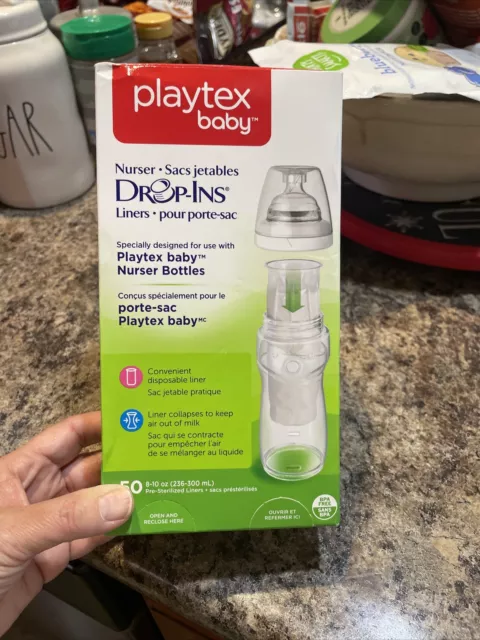 playtex
baby™
Nurser • Sacs jetables
DROP-INS®
Liners • pour porte-sac
Specially designed for use with
Playtex baby™
Nurser Bottles
Conçus spécialement pour le
porte-sac
Playtex babyMC
Convenient
disposable liner
Sac jetable pratique
Liner collapses to keep
air out of milk
Sac qui se contracte
pour empêcher l'air
de se mélanger au liquide
50 8-10 oz (236-300 mL)
Pre-Sterilized Liners • sacs préstérilisés
OPEN AND
RECLOSE HERE
OUVRIR ET
REFERMER ICI
BPA
FREE
SANS
BPA